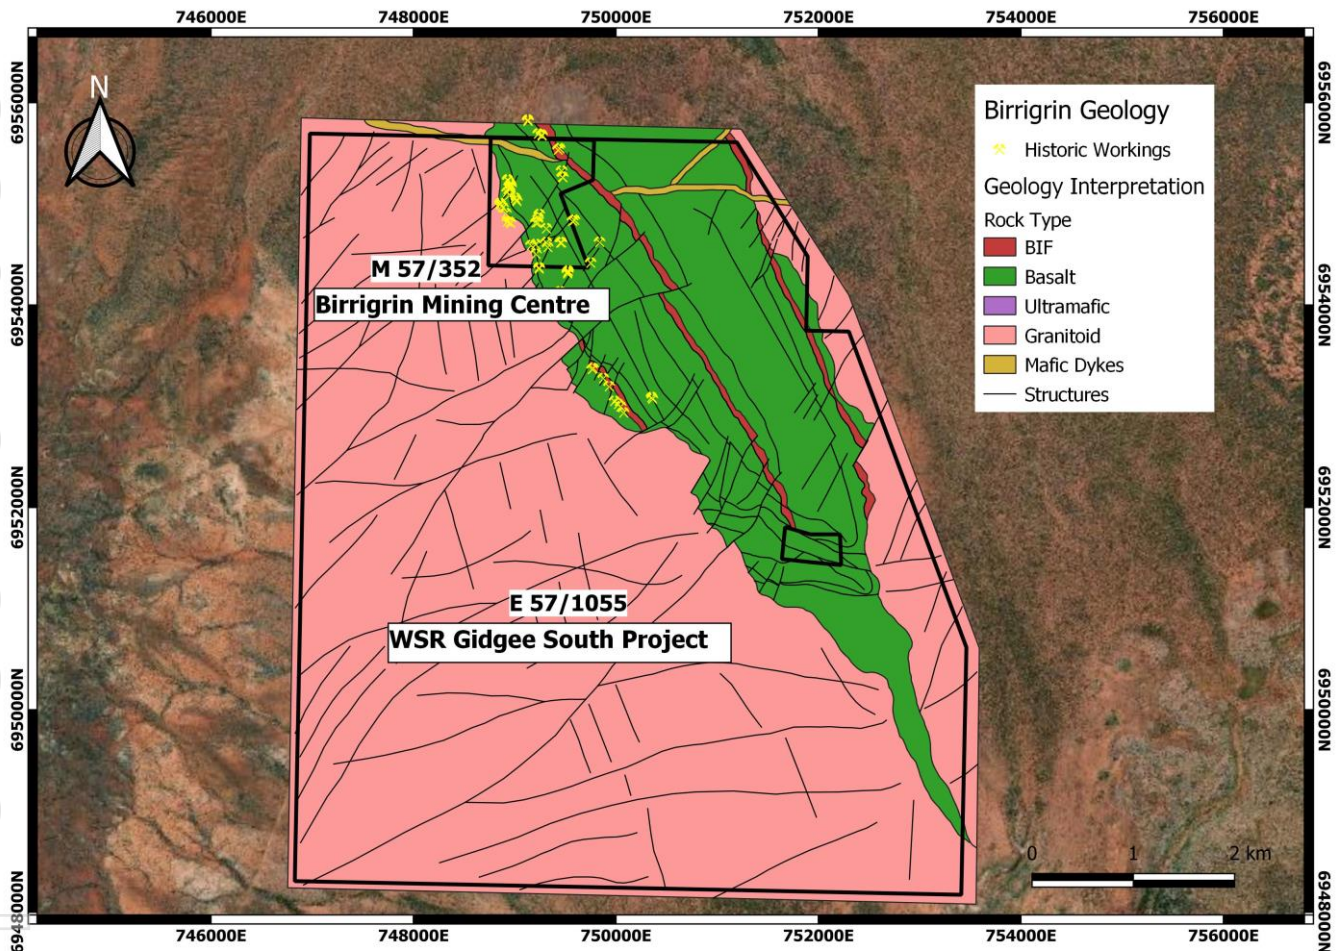 746000E 748000E 750000E 752000E 754000E 756000E
N
6956000N 6956000N
Birrigrin Geology
Historic Workings
Geology Interpretation
Rock Type
BIF
Basalt
Ultramafic
Granitoid
Mafic Dykes
Structures
M 57/352
Birrigrin Mining Centre
6954000N 6954000N
6952000N 6952000N
E 57/1055
WSR Gidgee South Project
6950000N 6950000N
0 1 2 km
6948000N 6948000N
746000E 748000E 750000E 752000E 754000E 756000E